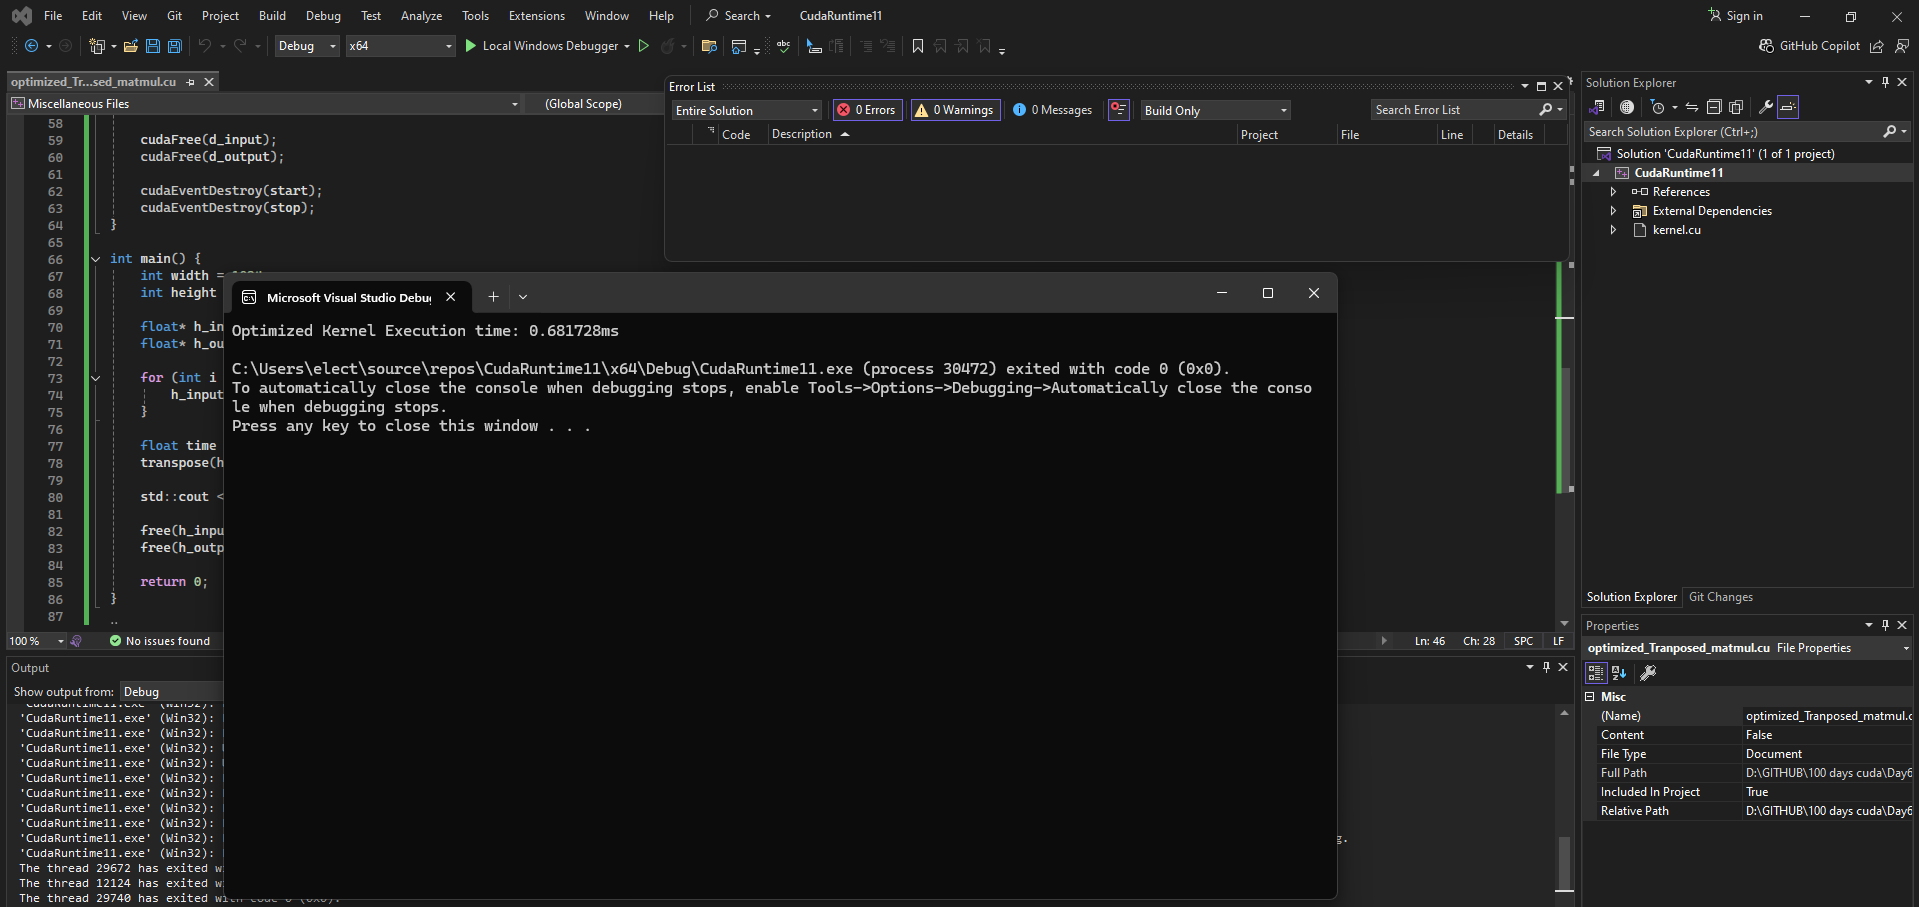 File Edit View Git Project Build Debug Test Analyze Tools Extensions Window Help Search CudaRuntime11 Sign in
Debug x64 Local Windows Debugger GitHub Copilot
optimized_Tr...sed_matmul.cu
Miscellaneous Files (Global Scope)
58
59 cudaFree(d_input);
60 cudaFree(d_output);
61
62 cudaEventDestroy(start);
63 cudaEventDestroy(stop);
64 }
65
66 int main() {
67 int width =
68 int height
69
70 float* h_in
71 float* h_ou
72
73 for (int i
74 h_input
75 }
76
77 float time
78 transpose(h
79
80 std::cout <
81
82 free(h_inpu
83 free(h_outp
84
85 return 0;
86 }
87
100 % No issues found Ln: 46 Ch: 28 SPC LF
Error List
Entire Solution 0 Errors 0 Warnings 0 Messages Build Only Search Error List
Code Description Project File Line Details
Microsoft Visual Studio Debu
Optimized Kernel Execution time: 0.681728ms
C:\Users\elect\source\repos\CudaRuntime11\x64\Debug\CudaRuntime11.exe (process 30472) exited with code 0 (0x0).
To automatically close the console when debugging stops, enable Tools->Options->Debugging->Automatically close the conso
le when debugging stops.
Press any key to close this window . . .
Output
Show output from: Debug
'CudaRuntime11.exe' (Win32):
'CudaRuntime11.exe' (Win32):
'CudaRuntime11.exe' (Win32):
'CudaRuntime11.exe' (Win32):
'CudaRuntime11.exe' (Win32):
'CudaRuntime11.exe' (Win32):
'CudaRuntime11.exe' (Win32):
'CudaRuntime11.exe' (Win32):
'CudaRuntime11.exe' (Win32):
'CudaRuntime11.exe' (Win32):
'CudaRuntime11.exe' (Win32):
The thread 29672 has exited w
The thread 12124 has exited w
The thread 29740 has exited with code 0 (0x0).
Solution Explorer
Search Solution Explorer (Ctrl+;)
Solution 'CudaRuntime11' (1 of 1 project)
CudaRuntime11
References
External Dependencies
kernel.cu
Solution Explorer Git Changes
Properties
optimized_Tranposed_matmul.cu File Properties
Misc
(Name) optimized_Tranposed_matmul.c
Content False
File Type Document
Full Path D:\GITHUB\100 days cuda\Day6
Included In Project True
Relative Path D:\GITHUB\100 days cuda\Day6